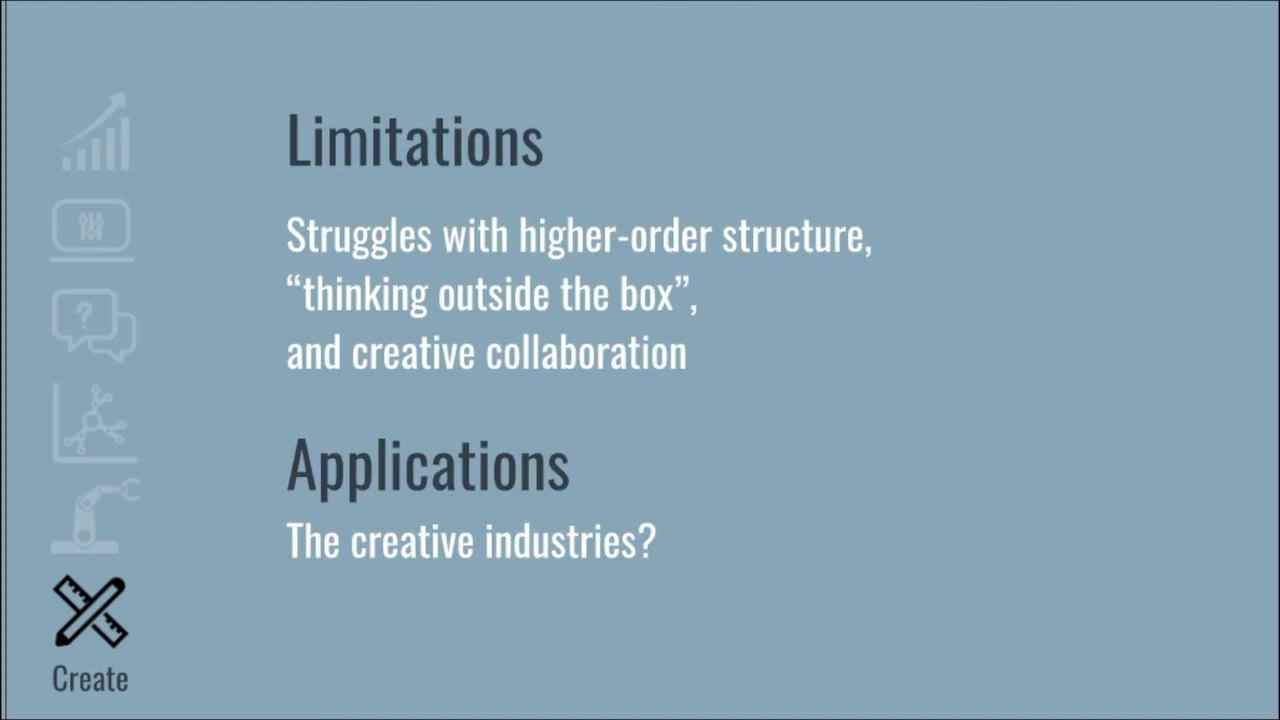 Limitations
Struggles with higher-order structure,
“thinking outside the box”,
and creative collaboration
Applications
The creative industries?
?
Create